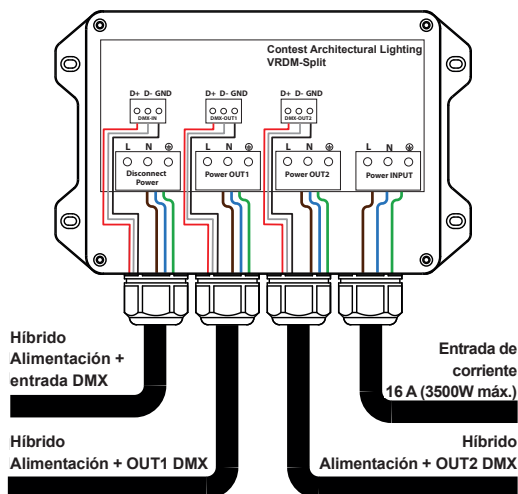 Contest Architectural Lighting
VRDM-Split
D+ D- GND
DMX-IN
D+ D- GND
DMX-OUT1
D+ D- GND
DMX-OUT2
L N
Disconnect
Power
L N
Power OUT1
L N
Power OUT2
L N
Power INPUT
Híbrido
Alimentación +
entrada DMX
Entrada de
corriente
16 A (3500W máx.)
Híbrido
Alimentación + OUT1 DMX
Híbrido
Alimentación + OUT2 DMX